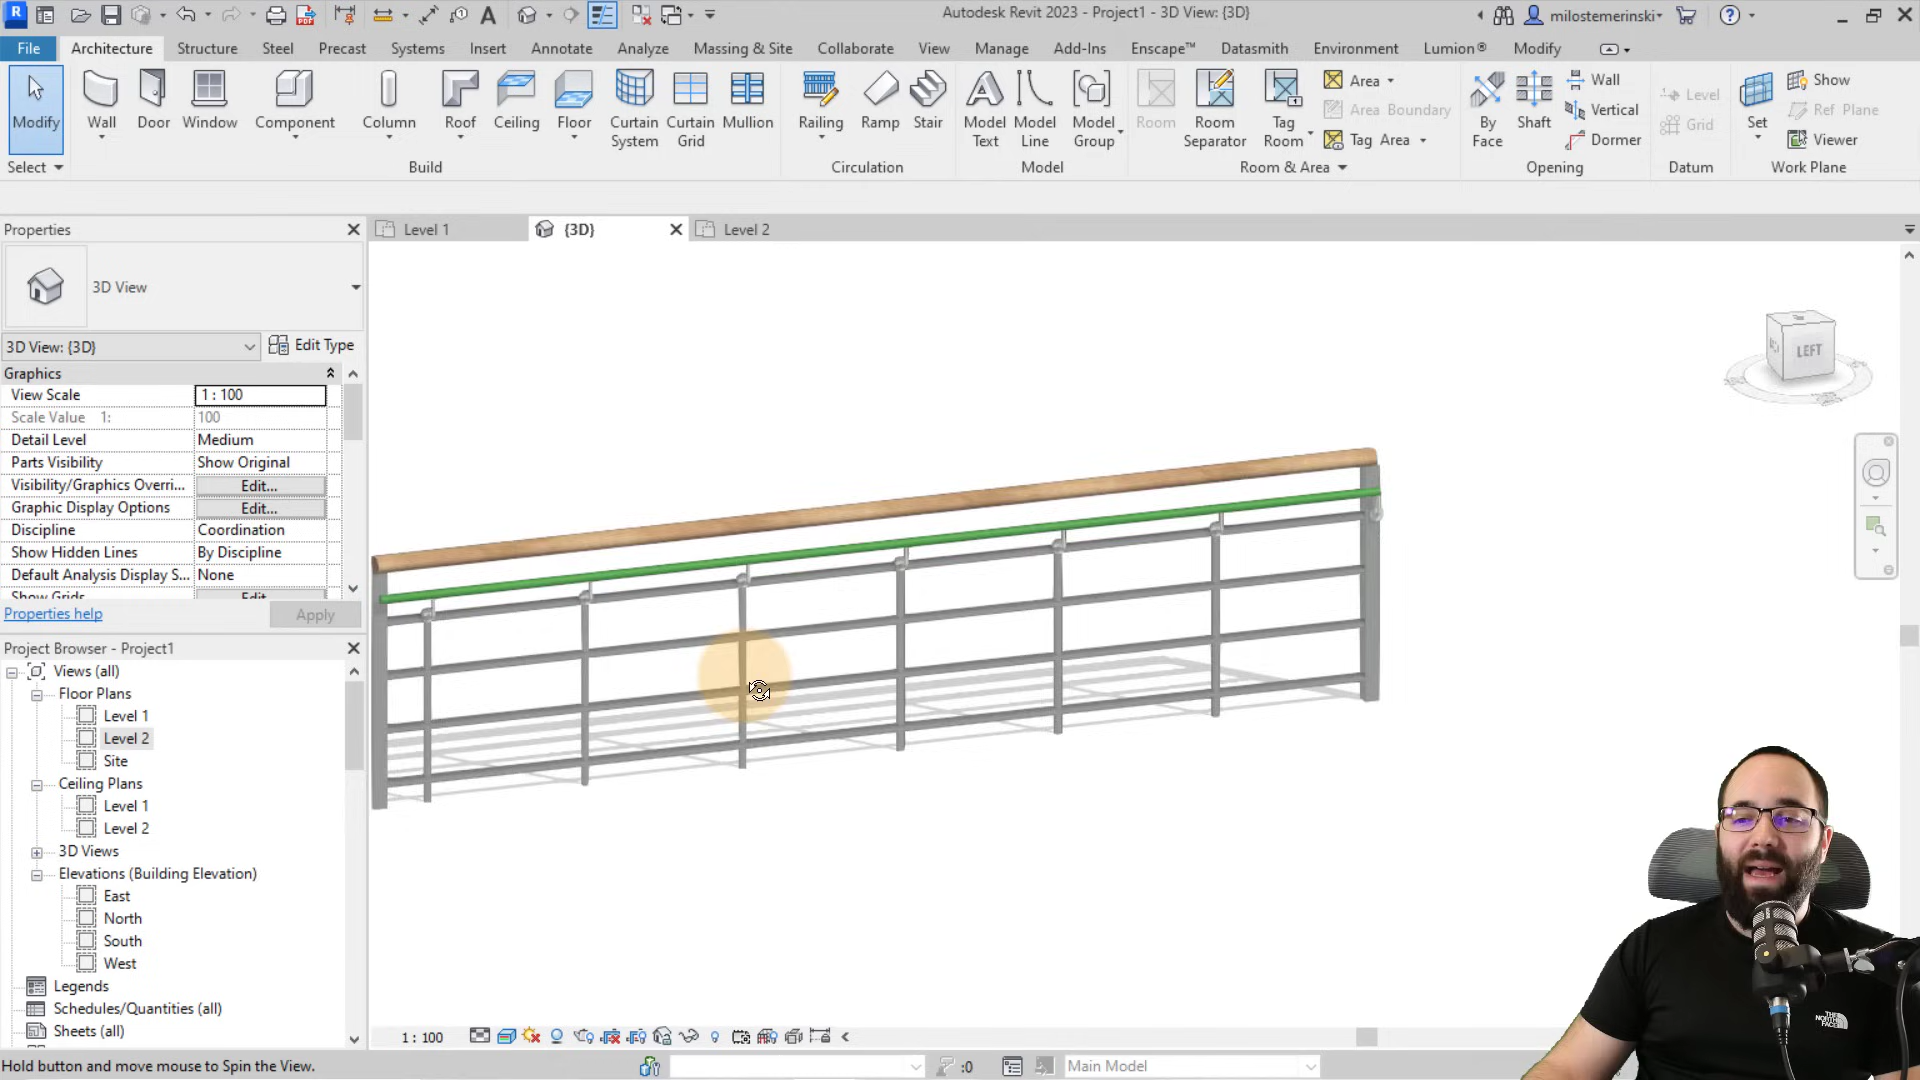 Autodesk Revit 2023 - Project1 - 3D View: {3D}
milostemerinski
File
Architecture
Structure
Steel
Precast
Systems
Insert
Annotate
Analyze
Massing & Site
Collaborate
View
Manage
Add-Ins
Enscape™
Datasmith
Environment
Lumion®
Modify
Modify
Wall
Door
Window
Component
Column
Roof
Ceiling
Floor
Curtain System
Curtain Grid
Mullion
Railing
Ramp
Stair
Model Text
Model Line
Model Group
Room
Room Separator
Tag Room
Area
Area Boundary
Tag Area
By Face
Shaft
Wall
Vertical
Dormer
Level
Grid
Set
Show
Ref Plane
Viewer
Select
Build
Circulation
Model
Room & Area
Opening
Datum
Work Plane
Properties
Level 1
{3D}
Level 2
3D View
3D View: {3D}
Edit Type
Graphics
View Scale 1 : 100
Scale Value 1: 100
Detail Level Medium
Parts Visibility Show Original
Visibility/Graphics Overri... Edit...
Graphic Display Options Edit...
Discipline Coordination
Show Hidden Lines By Discipline
Default Analysis Display S... None
Show Grids Edit
Properties help
Apply
Project Browser - Project1
Views (all)
Floor Plans
Level 1
Level 2
Site
Ceiling Plans
Level 1
Level 2
3D Views
Elevations (Building Elevation)
East
North
South
West
Legends
Schedules/Quantities (all)
Sheets (all)
LEFT
THE NORTH FACE
1 : 100
Hold button and move mouse to Spin the View.
:0
Main Model